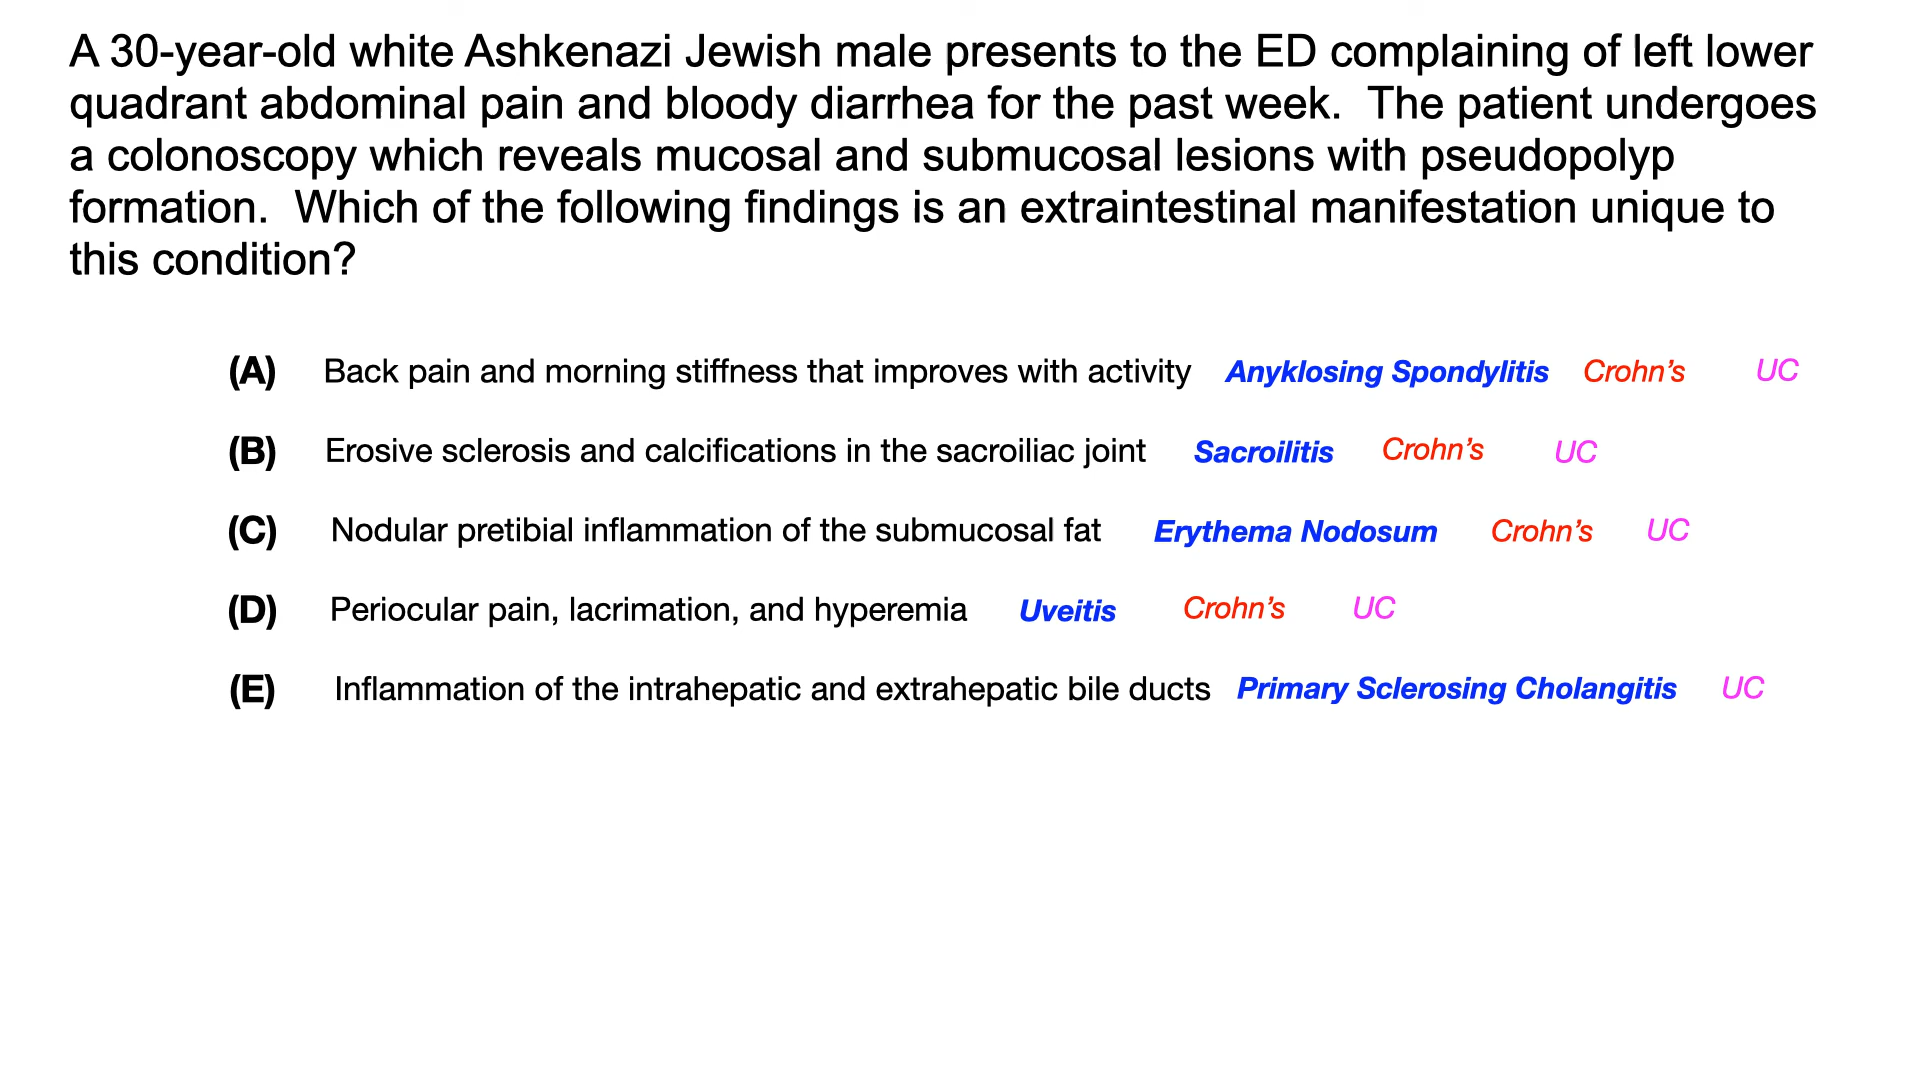 A 30-year-old white Ashkenazi Jewish male presents to the ED complaining of left lower
quadrant abdominal pain and bloody diarrhea for the past week.  The patient undergoes
a colonoscopy which reveals mucosal and submucosal lesions with pseudopolyp
formation.  Which of the following findings is an extraintestinal manifestation unique to
this condition?
(A) Back pain and morning stiffness that improves with activity Anyklosing Spondylitis Crohn's UC
(B) Erosive sclerosis and calcifications in the sacroiliac joint Sacroilitis Crohn's UC
(C) Nodular pretibial inflammation of the submucosal fat Erythema Nodosum Crohn's UC
(D) Periocular pain, lacrimation, and hyperemia Uveitis Crohn's UC
(E) Inflammation of the intrahepatic and extrahepatic bile ducts Primary Sclerosing Cholangitis UC